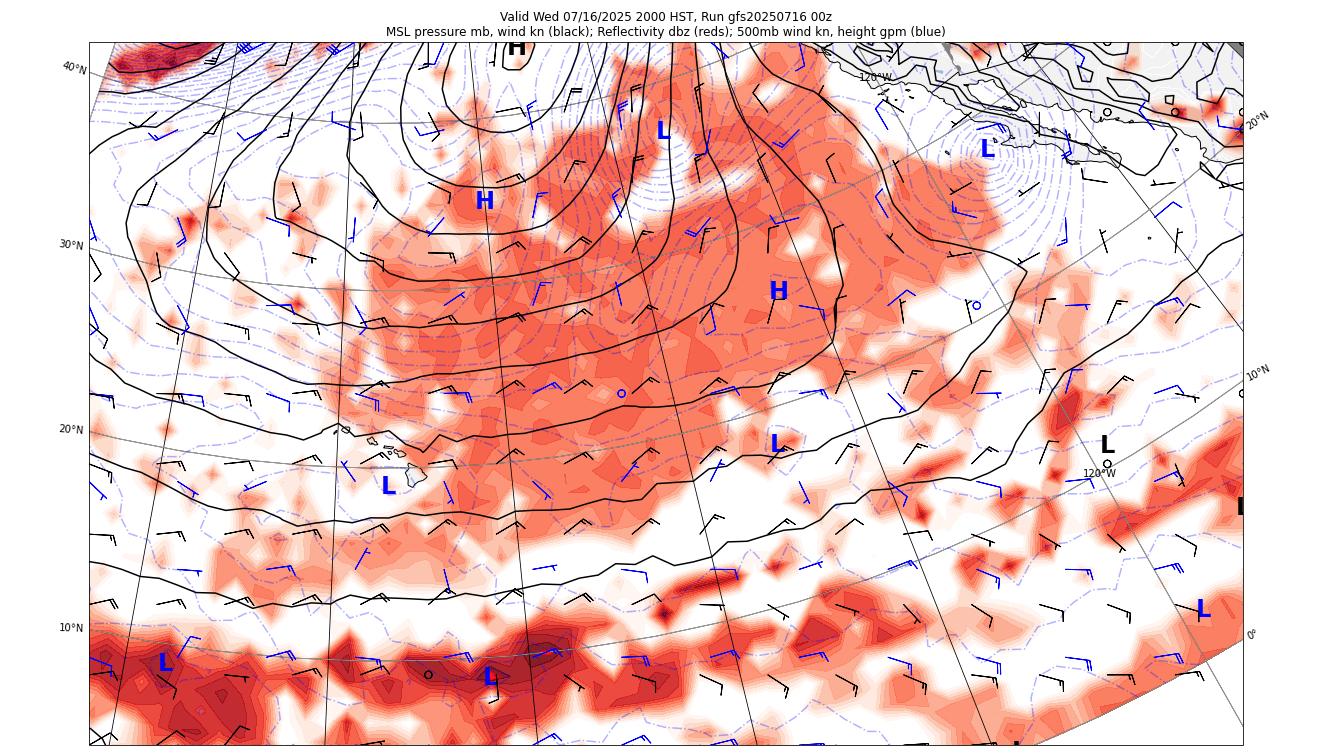 Valid Wed 07/16/2025 2000 HST, Run gfs20250716 00z
MSL pressure mb, wind kn (black); Reflectivity dbz (reds); 500mb wind kn, height gpm (blue)
H
40°N
120°W
20°N
L
L
H
30°N
H
10°N
20°N
L
L
120°W
L
L
10°N
L
0°
L
L